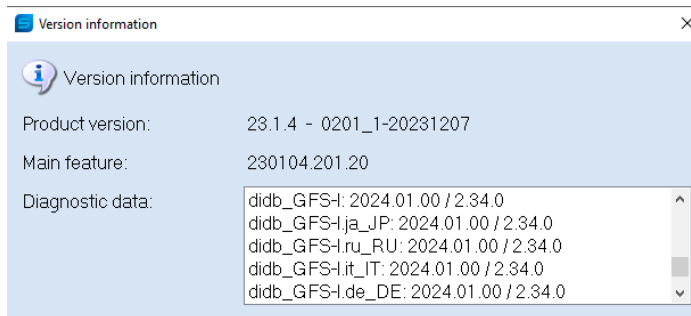 Version information
Version information
Product version: 23.1.4 - 0201_1-20231207
Main feature: 230104.201.20
Diagnostic data: didb_GFS-I: 2024.01.00 / 2.34.0
didb_GFS-I.ja_JP: 2024.01.00 / 2.34.0
didb_GFS-I.ru_RU: 2024.01.00 / 2.34.0
didb_GFS-I.it_IT: 2024.01.00 / 2.34.0
didb_GFS-I.de_DE: 2024.01.00 / 2.34.0